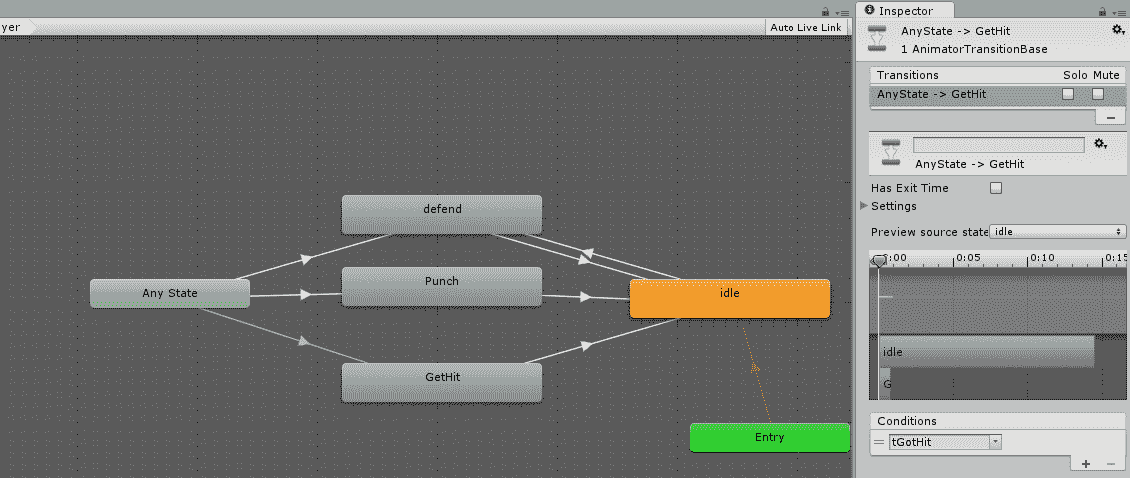 yer
Auto Live Link
defend
Any State
Punch
idle
GetHit
Entry
Inspector
AnyState -> GetHit
1 AnimatorTransitionBase
Transitions Solo Mute
AnyState -> GetHit
AnyState -> GetHit
Has Exit Time
Settings
Preview source state idle
0:00 0:05 0:10 0:15
idle
G
Conditions
tGotHit